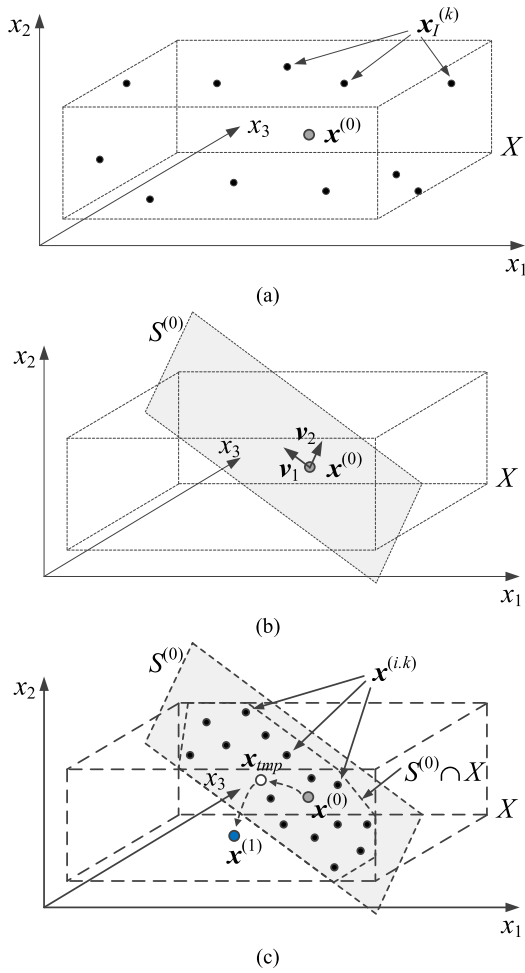 x₂
x_I^(k)
x₃
x^(0)
X
x₁
(a)
S^(0)
x₂
v₂
x₃
v₁
x^(0)
X
x₁
(b)
S^(0)
x^(i.k)
x₂
x_tmp
x₃
S^(0)∩X
x^(0)
X
x^(1)
x₁
(c)